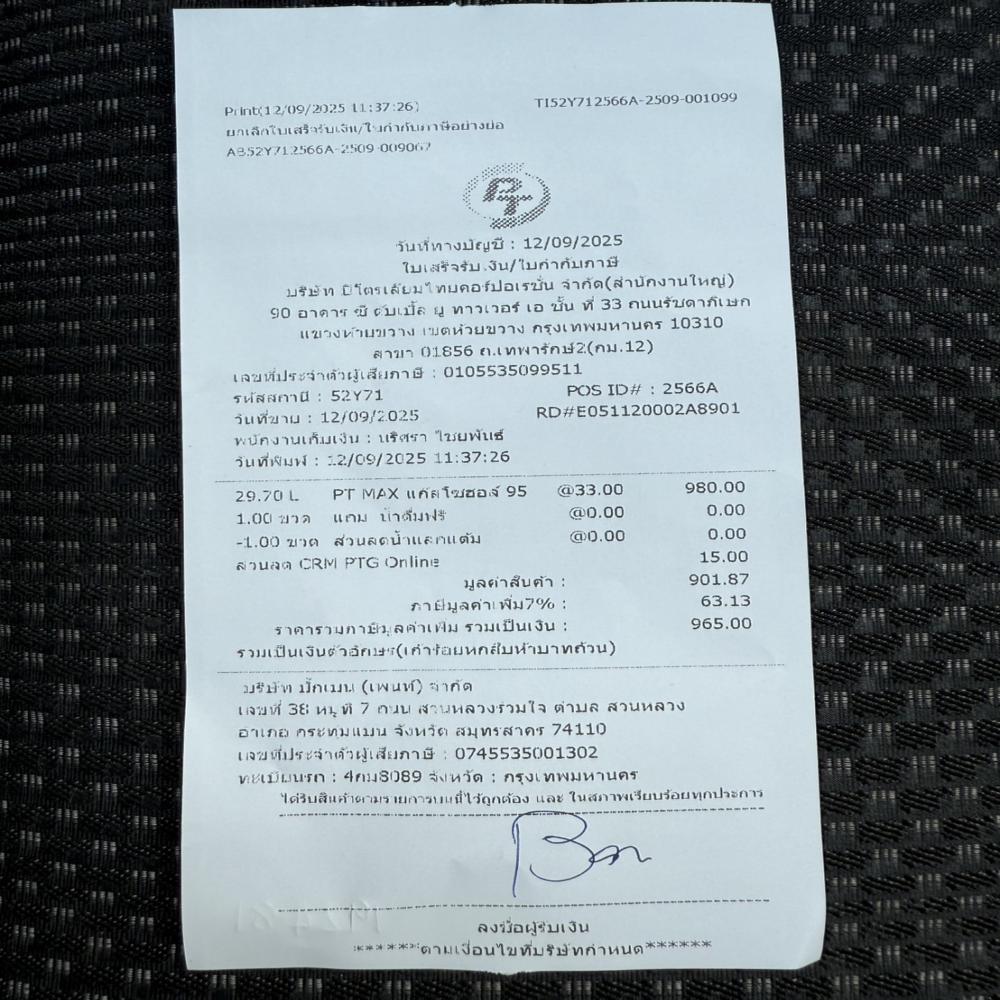 Print(12/09/2025 11:37:26) TI52Y712566A-2509-001099
ยกเลิกใบเสร็จรับเงิน/ใบกำกับภาษีอย่างย่อ
AB52Y712566A-2509-009067
PT
วันที่ทางบัญชี : 12/09/2025
ใบเสร็จรับเงิน/ใบกำกับภาษี
บริษัท ปิโตรเลียมไทยคอร์ปอเรชั่น จำกัด(สำนักงานใหญ่)
90 อาคาร ซี ดับเบิ้ล ยู ทาวเวอร์ เอ ชั้น ที่ 33 ถนนรัชดาภิเษก
แขวงห้วยขวาง เขตห้วยขวาง กรุงเทพมหานคร 10310
สาขา 01856 ถ.เทพารักษ์2(กม.12)
เลขที่ประจำตัวผู้เสียภาษี : 0105535099511
รหัสสถานี : 52Y71 POS ID# : 2566A
วันที่ขาย : 12/09/2025 RD#E051120002A8901
พนักงานเก็บเงิน : นริศรา ไชยพันธ์
วันที่พิมพ์ : 12/09/2025 11:37:26
29.70 L PT MAX แก๊สโซฮอล์ 95 @33.00 980.00
1.00 ขวด แถม น้ำดื่มฟรี @0.00 0.00
-1.00 ขวด ส่วนลดน้ำแลกแต้ม @0.00 0.00
ส่วนลด CRM PTG Online 15.00
มูลค่าสินค้า : 901.87
ภาษีมูลค่าเพิ่ม7% : 63.13
ราคารวมภาษีมูลค่าเพิ่ม รวมเป็นเงิน : 965.00
รวมเป็นเงินตัวอักษร(เก้าร้อยหกสิบห้าบาทถ้วน)
บริษัท บิ๊กเบน (เพนท์) จำกัด
เลขที่ 38 หมู่ที่ 7 ถนน สวนหลวงร่วมใจ ตำบล สวนหลวง
อำเภอ กระทุ่มแบน จังหวัด สมุทรสาคร 74110
เลขที่ประจำตัวผู้เสียภาษี : 0745535001302
ทะเบียนรถ : 4กม8089 จังหวัด : กรุงเทพมหานคร
ได้รับสินค้าตามรายการบนนี้ไว้ถูกต้อง และ ในสภาพเรียบร้อยทุกประการ
ลงชื่อผู้รับเงิน
******ตามเงื่อนไขที่บริษัทกำหนด******